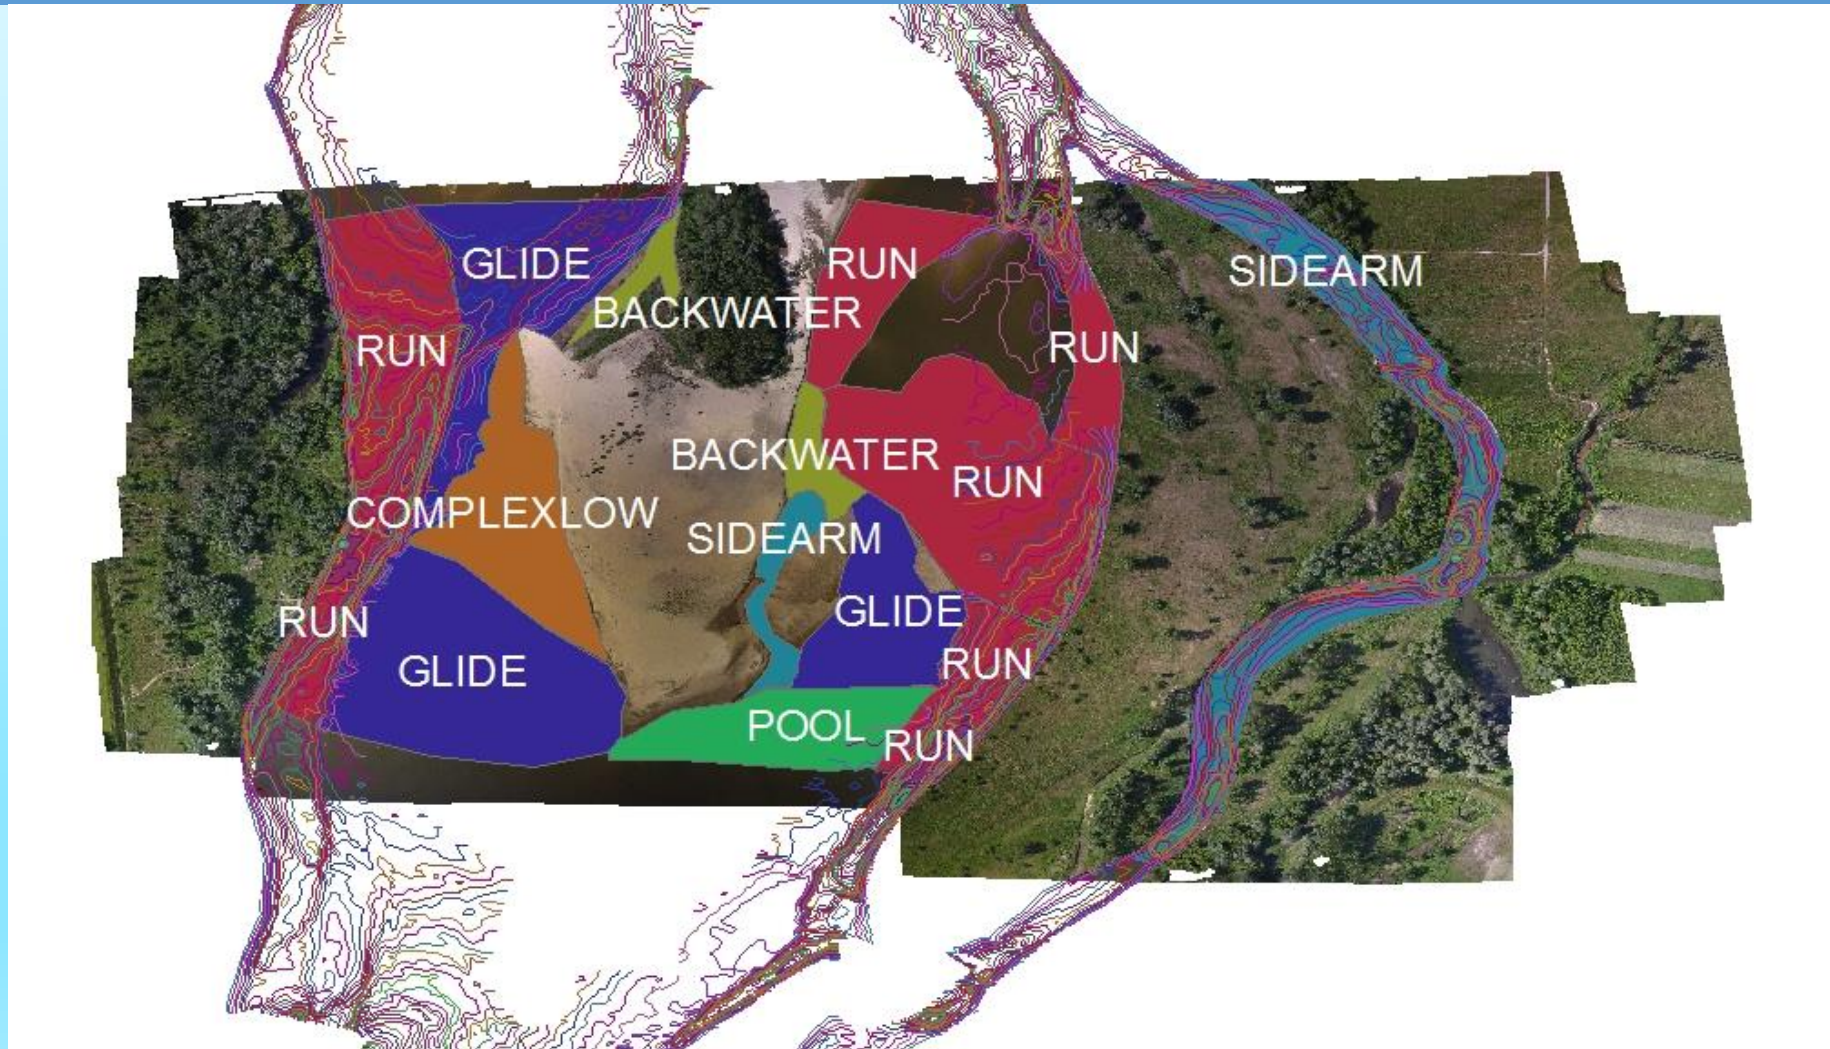 GLIDE
RUN
SIDEARM
BACKWATER
RUN
RUN
BACKWATER
RUN
COMPLEXLOW
SIDEARM
RUN
GLIDE
GLIDE
RUN
POOL
RUN